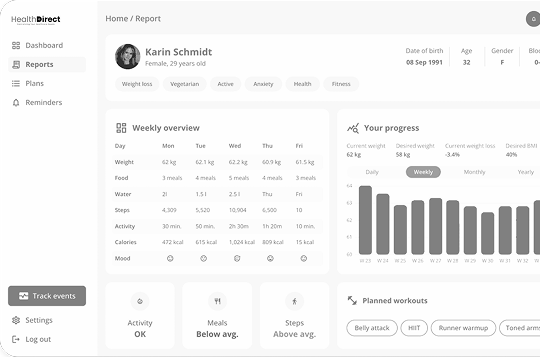 HealthDirect
Home / Report
Dashboard
Reports
Plans
Reminders
Track events
Settings
Log out
Karin Schmidt
Female, 29 years old
Date of birth
08 Sep 1991
Age
32
Gender
F
Weight loss Vegetarian Active Anxiety Health Fitness
Weekly overview
Day Mon Tue Wed Thu Fri
Weight 62 kg 62.1 kg 62.2 kg 60.9 kg 61.5 kg
Food 3 meals 4 meals 5 meals 4 meals 3 meals
Water 2l 1.5 l 2.5 l Thu Fri
Steps 4,309 5,520 10,904 6,500 10
Activity 30 min. 50 min. 2h 30m 1h 20m 10 min.
Calories 472 kcal 615 kcal 1,024 kcal 809 kcal 15 kcal
Mood
Your progress
Current weight
62 kg
Desired weight
58 kg
Current weight loss
-3.4%
Desired BMI
40%
Daily Weekly Monthly Yearly
64
63
62
61
60
W 23 W 24 W 25 W 26 W 27 W 28 W 29 W 30 W 31 W 32
Activity
OK
Meals
Below avg.
Steps
Above avg.
Planned workouts
Belly attack HIIT Runner warmup Toned arms